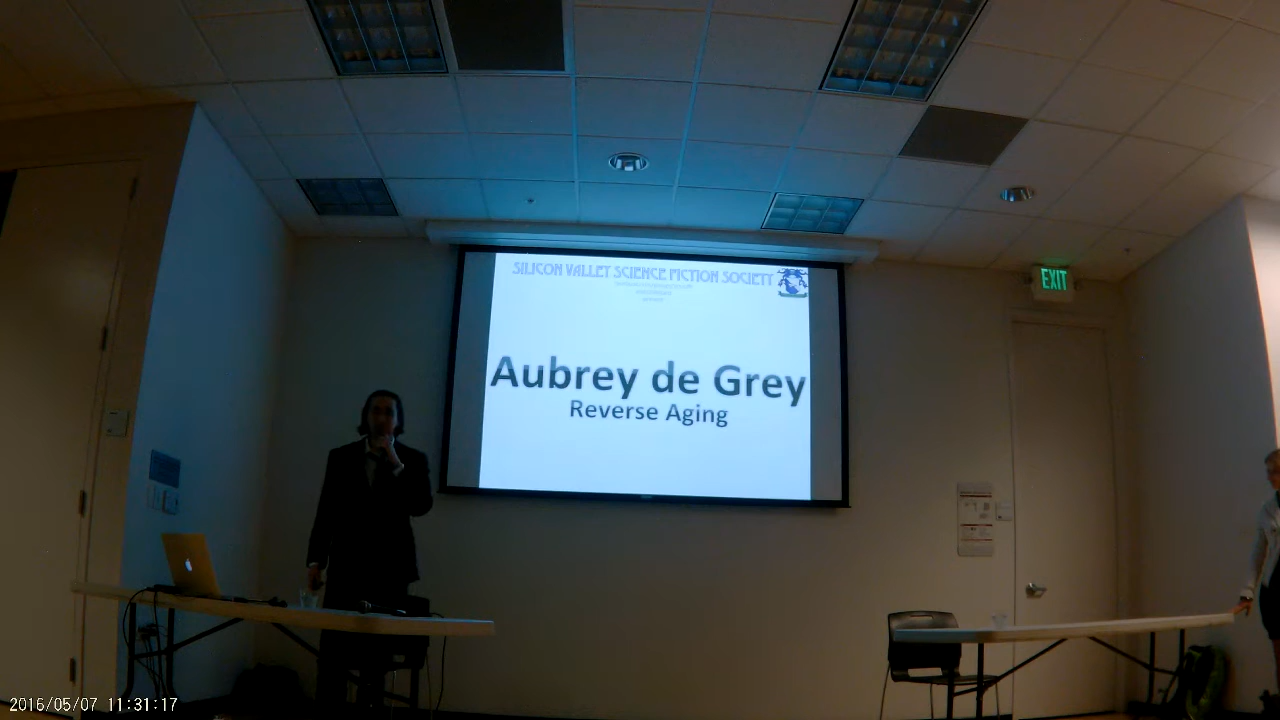 SILICON VALLEY SCIENCE FICTION SOCIETY
Aubrey de Grey
Reverse Aging
EXIT
2016/05/07 11:31:17